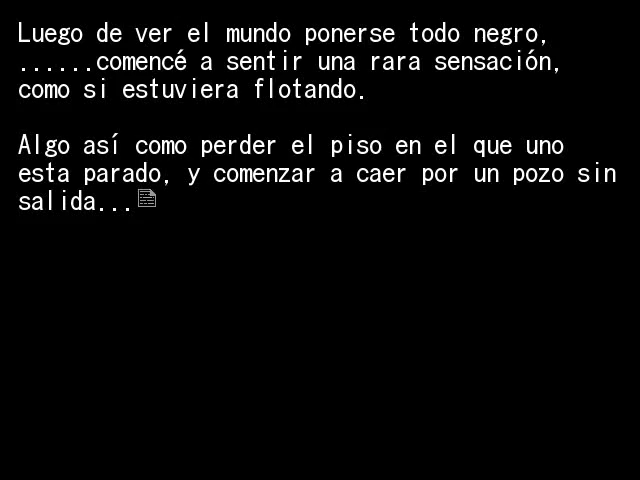 Luego de ver el mundo ponerse todo negro,
......comencé a sentir una rara sensación,
como si estuviera flotando.
Algo así como perder el piso en el que uno
esta parado, y comenzar a caer por un pozo sin
salida...